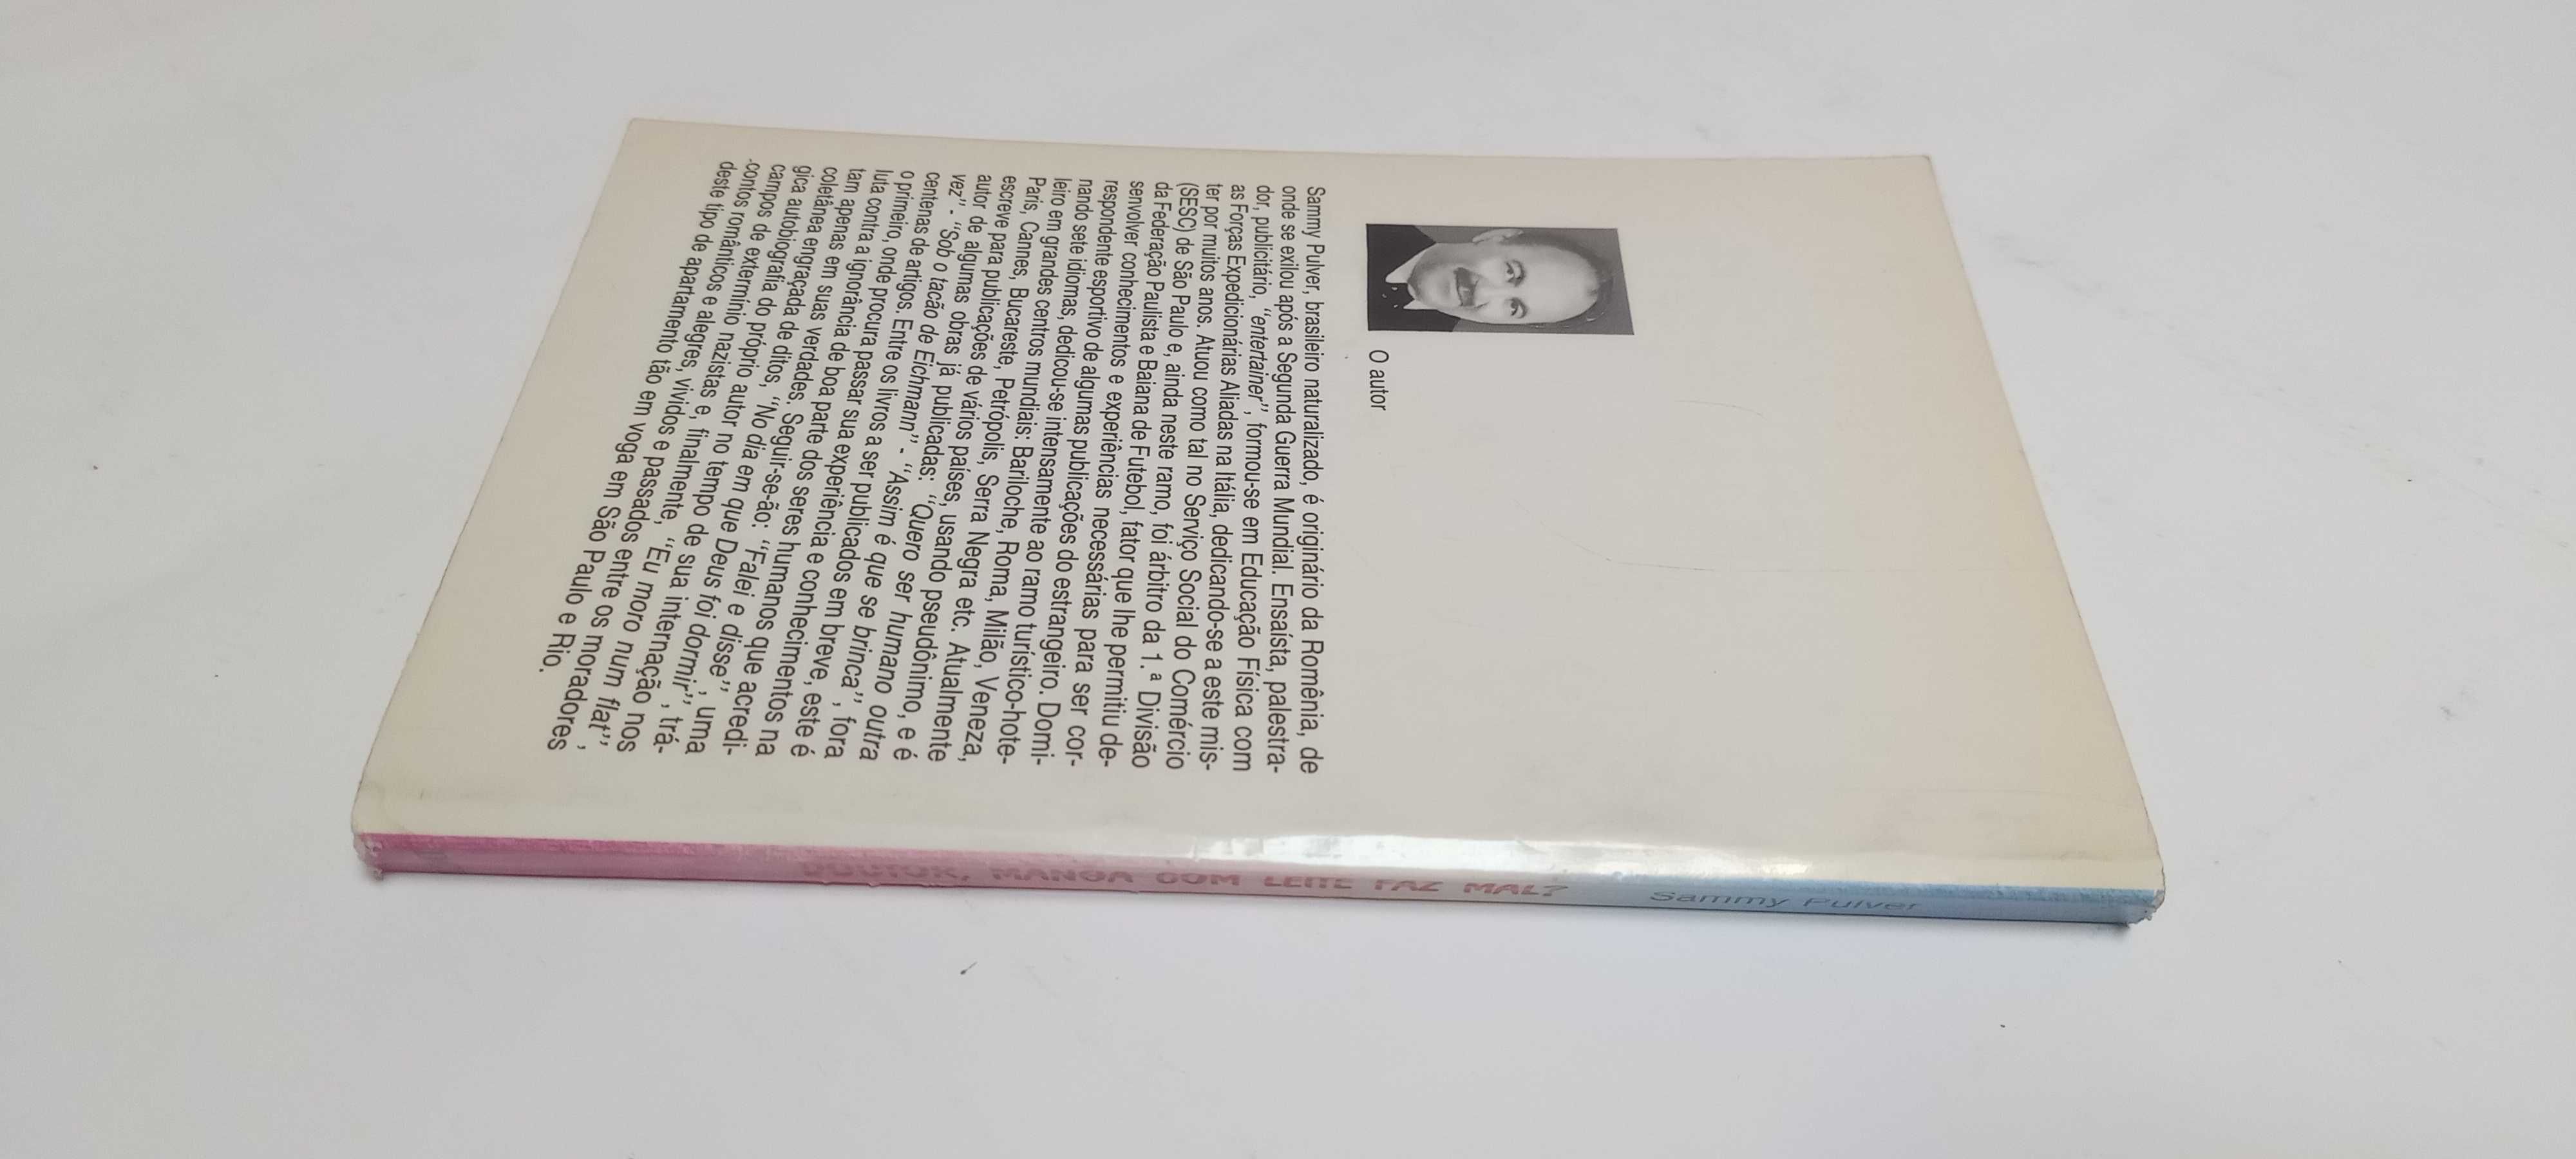 O autor
Sammy Pulver, brasileiro naturalizado, é originário da Romênia, de
onde se exilou após a Segunda Guerra Mundial. Ensaísta, palestra-
dor, publicitário, "entertainer", formou-se em Educação Física com
as Forças Expedicionárias Aliadas na Itália, dedicando-se a este mis-
ter por muitos anos. Atuou como tal no Serviço Social do Comércio
(SESC) de São Paulo e, ainda neste ramo, foi árbitro da 1.ª Divisão
da Federação Paulista e Baiana de Futebol, fator que lhe permitiu de-
senvolver conhecimentos e experiências necessárias para ser cor-
respondente esportivo de algumas publicações do estrangeiro. Domi-
nando sete idiomas, dedicou-se intensamente ao ramo turístico-hote-
leiro em grandes centros mundiais: Bariloche, Roma, Milão, Veneza,
Paris, Cannes, Bucareste, Petrópolis, Serra Negra etc. Atualmente
escreve para publicações de vários países, usando pseudônimo, e é
autor de algumas obras já publicadas: "Quero ser humano outra
vez" - "Sob o tacão de Eichmann" - "Assim é que se brinca", fora
centenas de artigos. Entre os livros a ser publicados em breve, este é
o primeiro, onde procura passar sua experiência e conhecimentos na
luta contra a ignorância de boa parte dos seres humanos que acredi-
tam apenas em suas verdades. Seguir-se-ão: "Falei e disse", uma
coletânea engraçada de ditos, "No dia em que Deus foi dormir", trá-
gica autobiografia do próprio autor no tempo de sua internação nos
campos de extermínio nazistas e, finalmente, "Eu moro num flat",
-contos românticos e alegres, vividos e passados entre os moradores
deste tipo de apartamento tão em voga em São Paulo e Rio.
DOUTOR, MANGA COM LEITE FAZ MAL?
Sammy Pulver